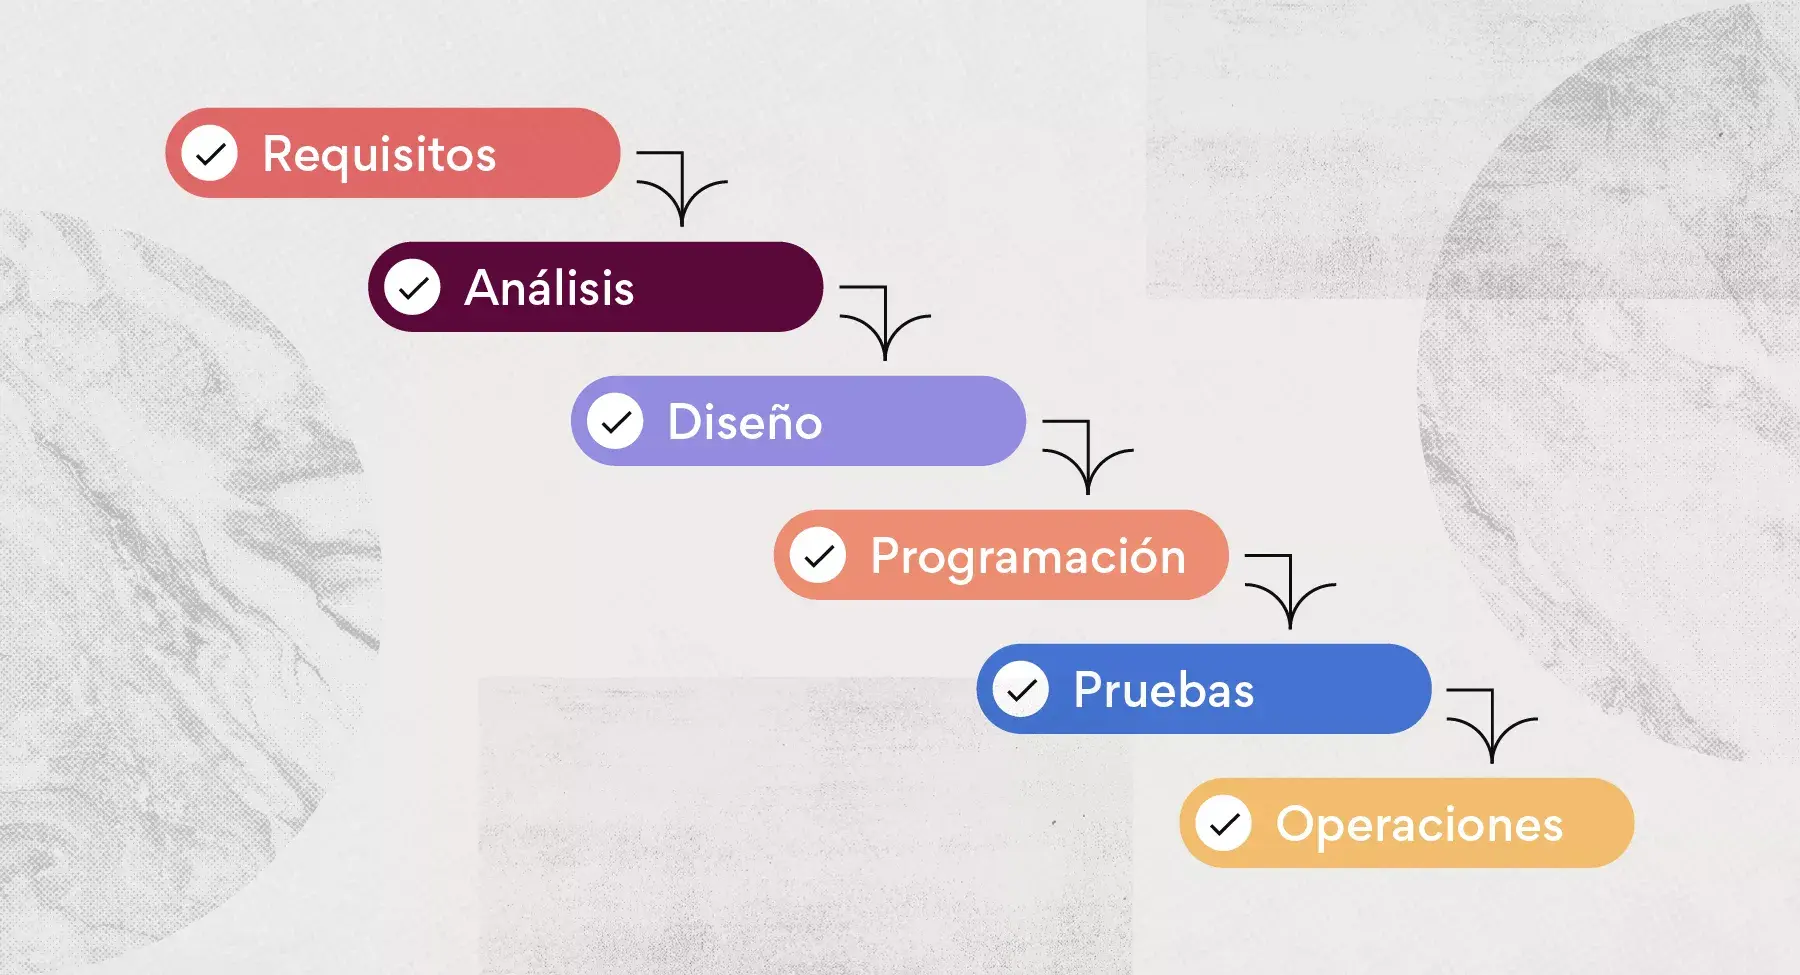 Requisitos
Análisis
Diseño
Programación
Pruebas
Operaciones